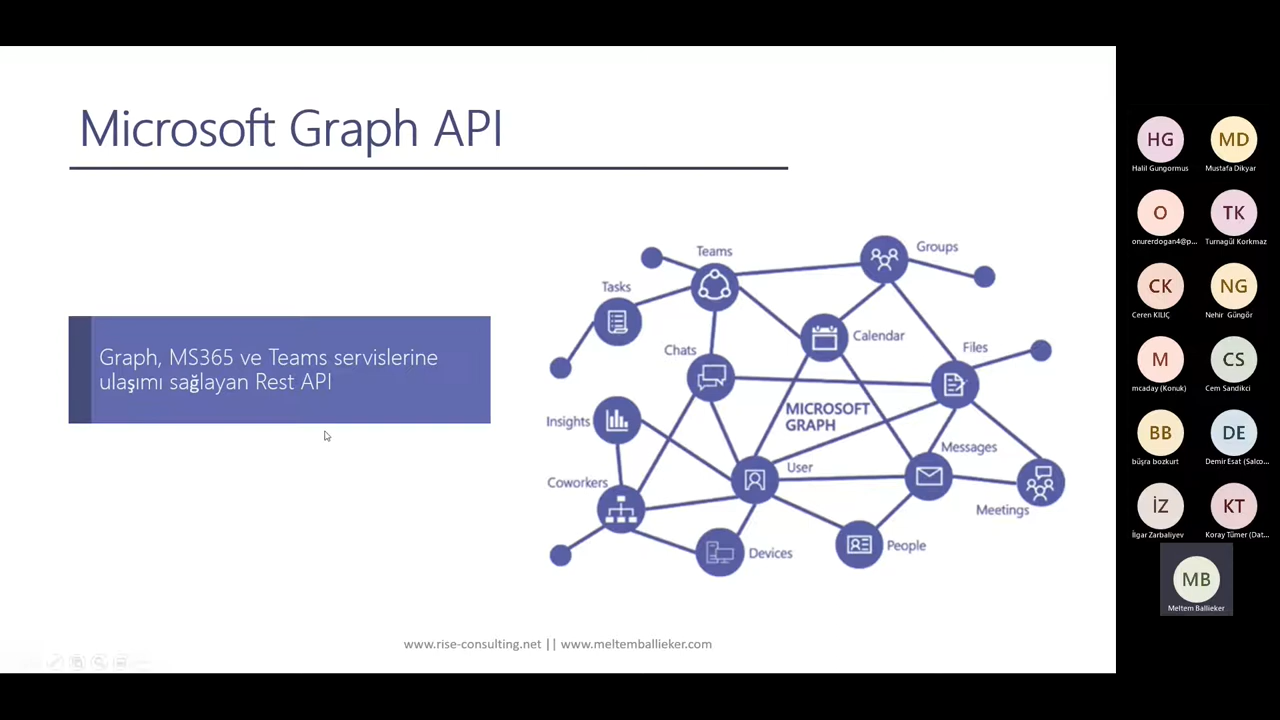 Microsoft Graph API
Graph, MS365 ve Teams servislerine
ulaşımı sağlayan Rest API
Teams
Groups
Tasks
Calendar
Chats
Files
MICROSOFT
GRAPH
Insights
Messages
User
Coworkers
Meetings
Devices
People
www.rise-consulting.net || www.meltemballieker.com
HG
Halil Gungormus
MD
Mustafa Dikyar
O
onurerdogan4@p...
TK
Turnagül Korkmaz
CK
Ceren KILIÇ
NG
Nehir Güngör
M
mcaday (Konuk)
CS
Cem Sandikci
BB
büşra bozkurt
DE
Demir Esat (Salco...
İZ
İlgar Zarbaliyev
KT
Koray Tümer (Dat...
MB
Meltem Ballieker